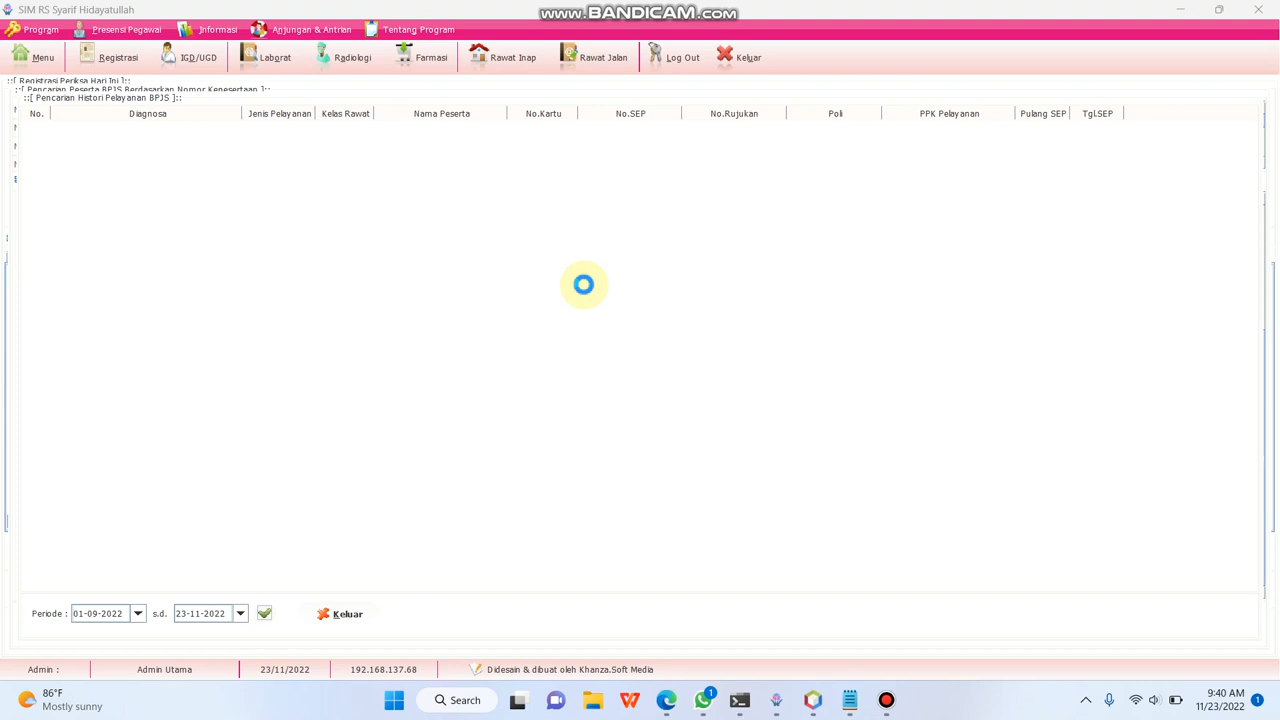 SIM RS Syarif Hidayatullah
www.BANDICAM.com
Program Presensi Pegawai Informasi Anjungan & Antrian Tentang Program
Menu Registrasi IGD/UGD Laborat Radiologi Farmasi Rawat Inap Rawat Jalan Log Out Keluar
::[ Registrasi Periksa Hari Ini ]::
::[ Pencarian Peserta BPJS Berdasarkan Nomor Kepesertaan ]::
::[ Pencarian Histori Pelayanan BPJS ]::
No. Diagnosa Jenis Pelayanan Kelas Rawat Nama Peserta No.Kartu No.SEP No.Rujukan Poli PPK Pelayanan Pulang SEP Tgl.SEP
Periode : 01-09-2022 s.d. 23-11-2022 Keluar
Admin : Admin Utama 23/11/2022 192.168.137.68 Didesain & dibuat oleh Khanza.Soft Media
86°F
Mostly sunny
Search
1
9:40 AM
11/23/2022
1